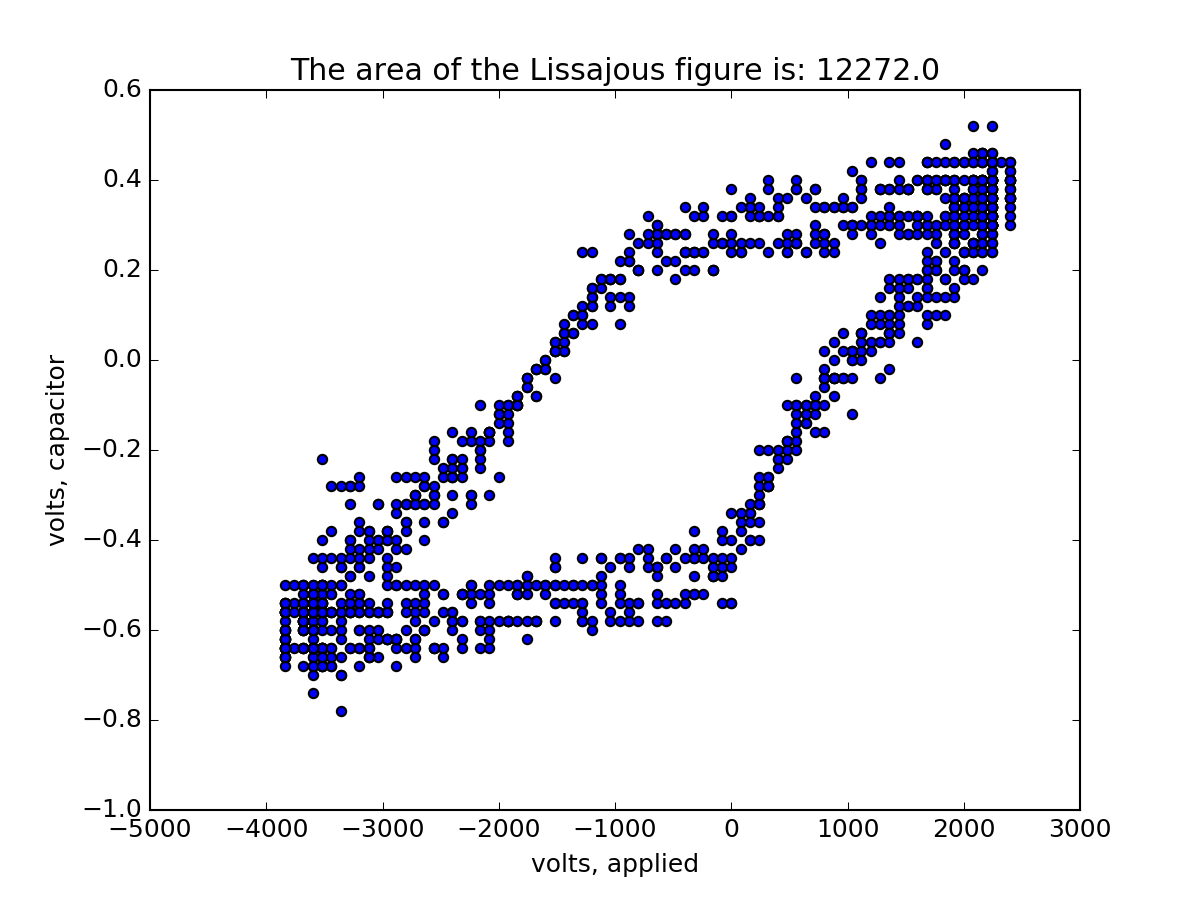 The area of the Lissajous figure is: 12272.0
0.6
0.4
0.2
0.0
−0.2
−0.4
−0.6
−0.8
−1.0
−5000 −4000 −3000 −2000 −1000 0 1000 2000 3000
volts, capacitor
volts, applied